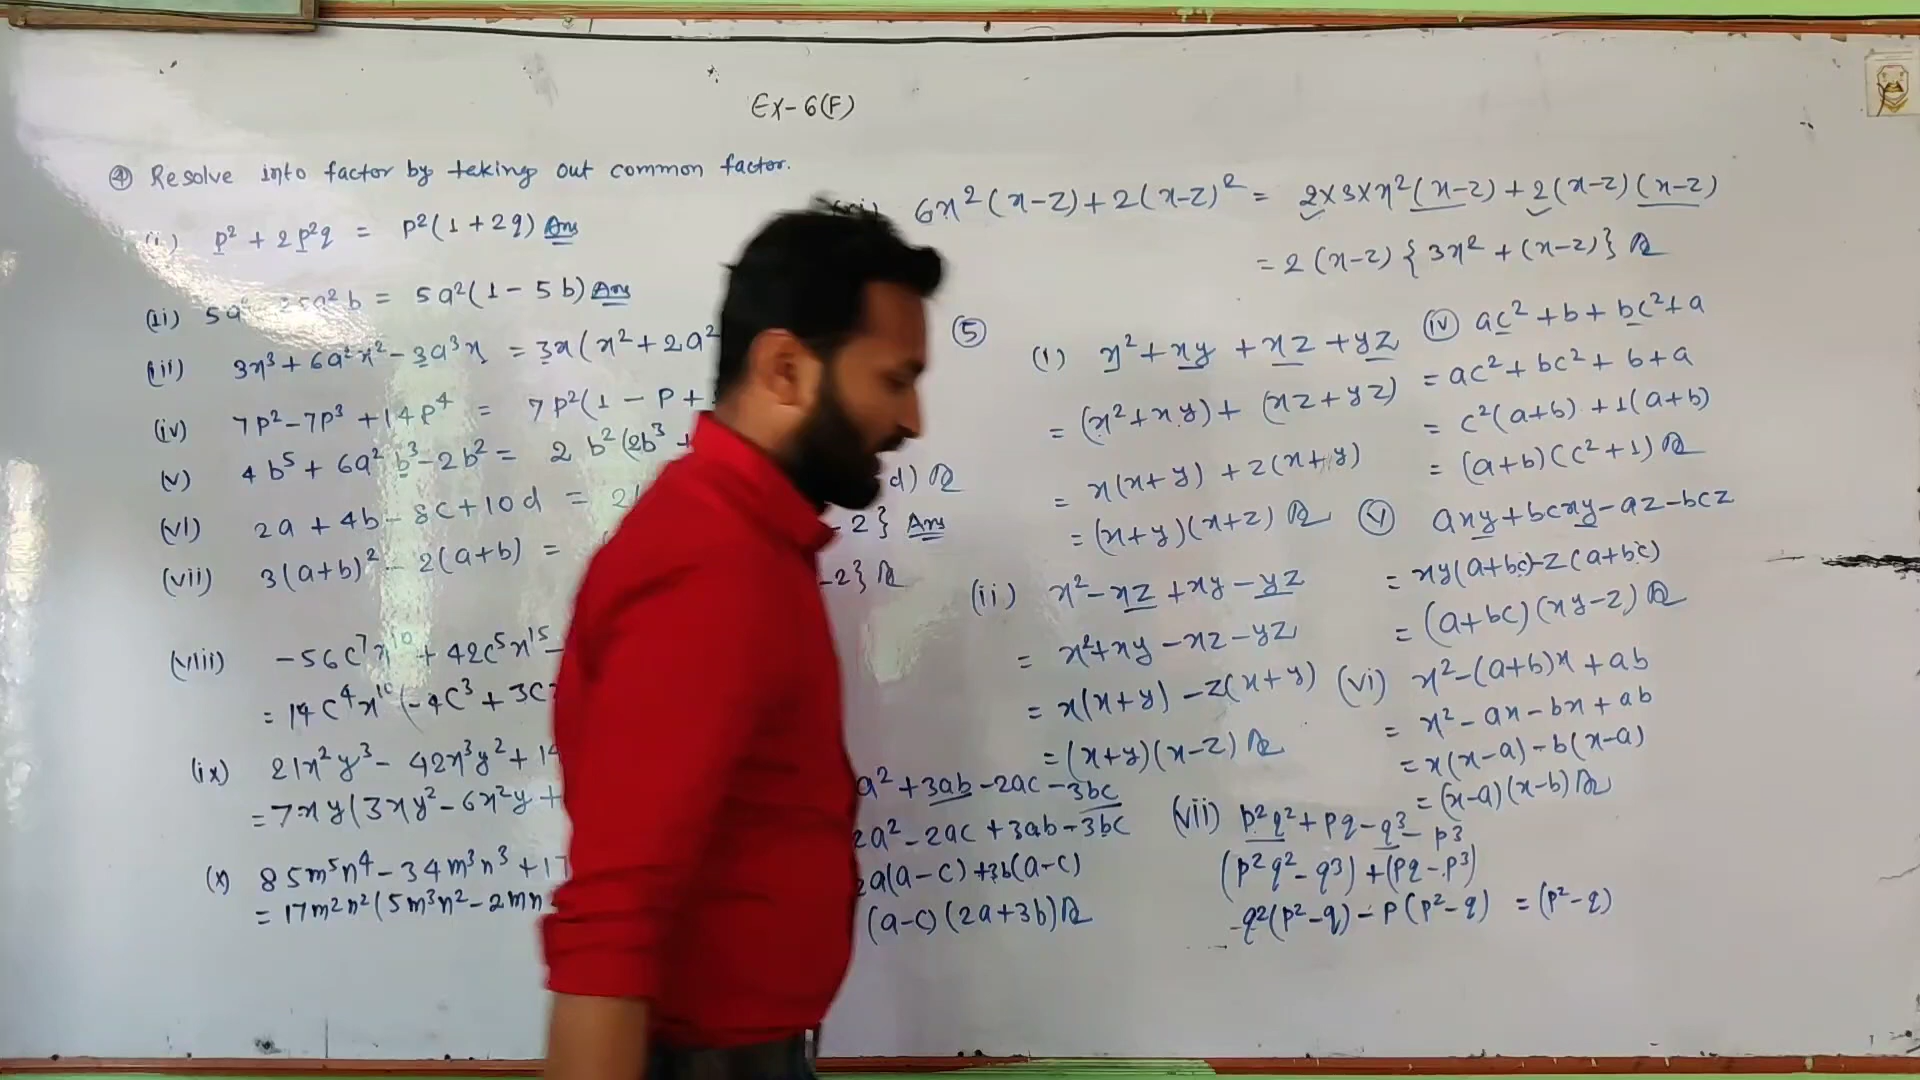 Ex-6(F)
④ Resolve into factor by teking out common factor.
(i) p² + 2p²q = p²(1+2q) Ans
(ii) 5a² b = 5a²(1-5b) Ans
(iii) 3x³ + 6a²x² - 3a³x = 3x(x² + 2a²
(iv) 7p² - 7p³ + 14p⁴ = 7p²(1 - p +
(v) 4b⁵ + 6a²b³ - 2b² = 2b²(2b³ +
(vi) 2a + 4b - 8c + 10d = 2 d)
(vii) 3(a+b)² - 2(a+b) = -2} Ans
-2}
(viii) -56c⁷x¹⁰ + 42c⁵x¹⁵ -
= 14c⁴x¹⁰(-4c³ + 3c
(ix) 21x²y³ - 42x³y² + 14
= 7xy(3xy² - 6x²y +
(x) 85m⁵n⁴ - 34m³n³ + 17
= 17m²n²(5m³n² - 2mn
6x²(x-z) + 2(x-z)² = 2×3×x²(x-z) + 2(x-z)(x-z)
= 2(x-z){3x² + (x-z)}
⑤
(i) x² + xy + xz + yz
= (x² + xy) + (xz + yz)
= x(x+y) + z(x+y)
= (x+y)(x+z)
(ii) x² - xz + xy - yz
= x² + xy - xz - yz
= x(x+y) - z(x+y)
= (x+y)(x-z)
a² + 3ab - 2ac - 3bc
2a² - 2ac + 3ab - 3bc
2a(a-c) + 3b(a-c)
(a-c)(2a+3b)
(iv) ac² + b + bc² + a
= ac² + bc² + b + a
= c²(a+b) + 1(a+b)
= (a+b)(c²+1)
(v) axy + bcxy - az - bcz
= xy(a+bc) - z(a+bc)
= (a+bc)(xy-z)
(vi) x² - (a+b)x + ab
= x² - ax - bx + ab
= x(x-a) - b(x-a)
= (x-a)(x-b)
(vii) p²q² + pq - q³ - p³
(p²q² - q³) + (pq - p³)
q²(p²-q) - p(p²-q) = (p²-q)